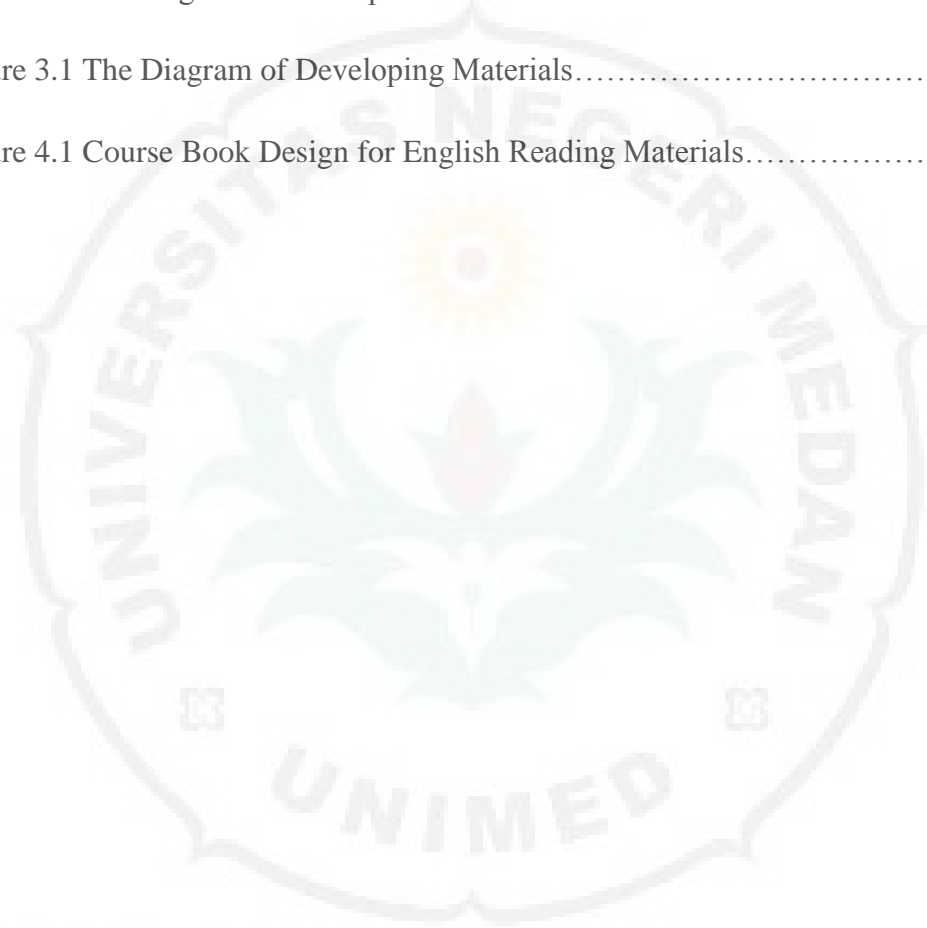 re 3.1 The Diagram of Developing Materials……………………………
re 4.1 Course Book Design for English Reading Materials………………
UNIVERSITAS NEGERI MEDAN
UNIMED